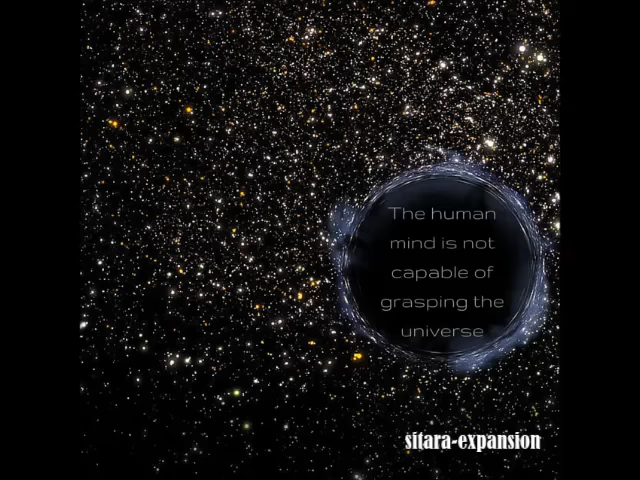 The human
mind is not
capable of
grasping the
universe
sitara-expansion